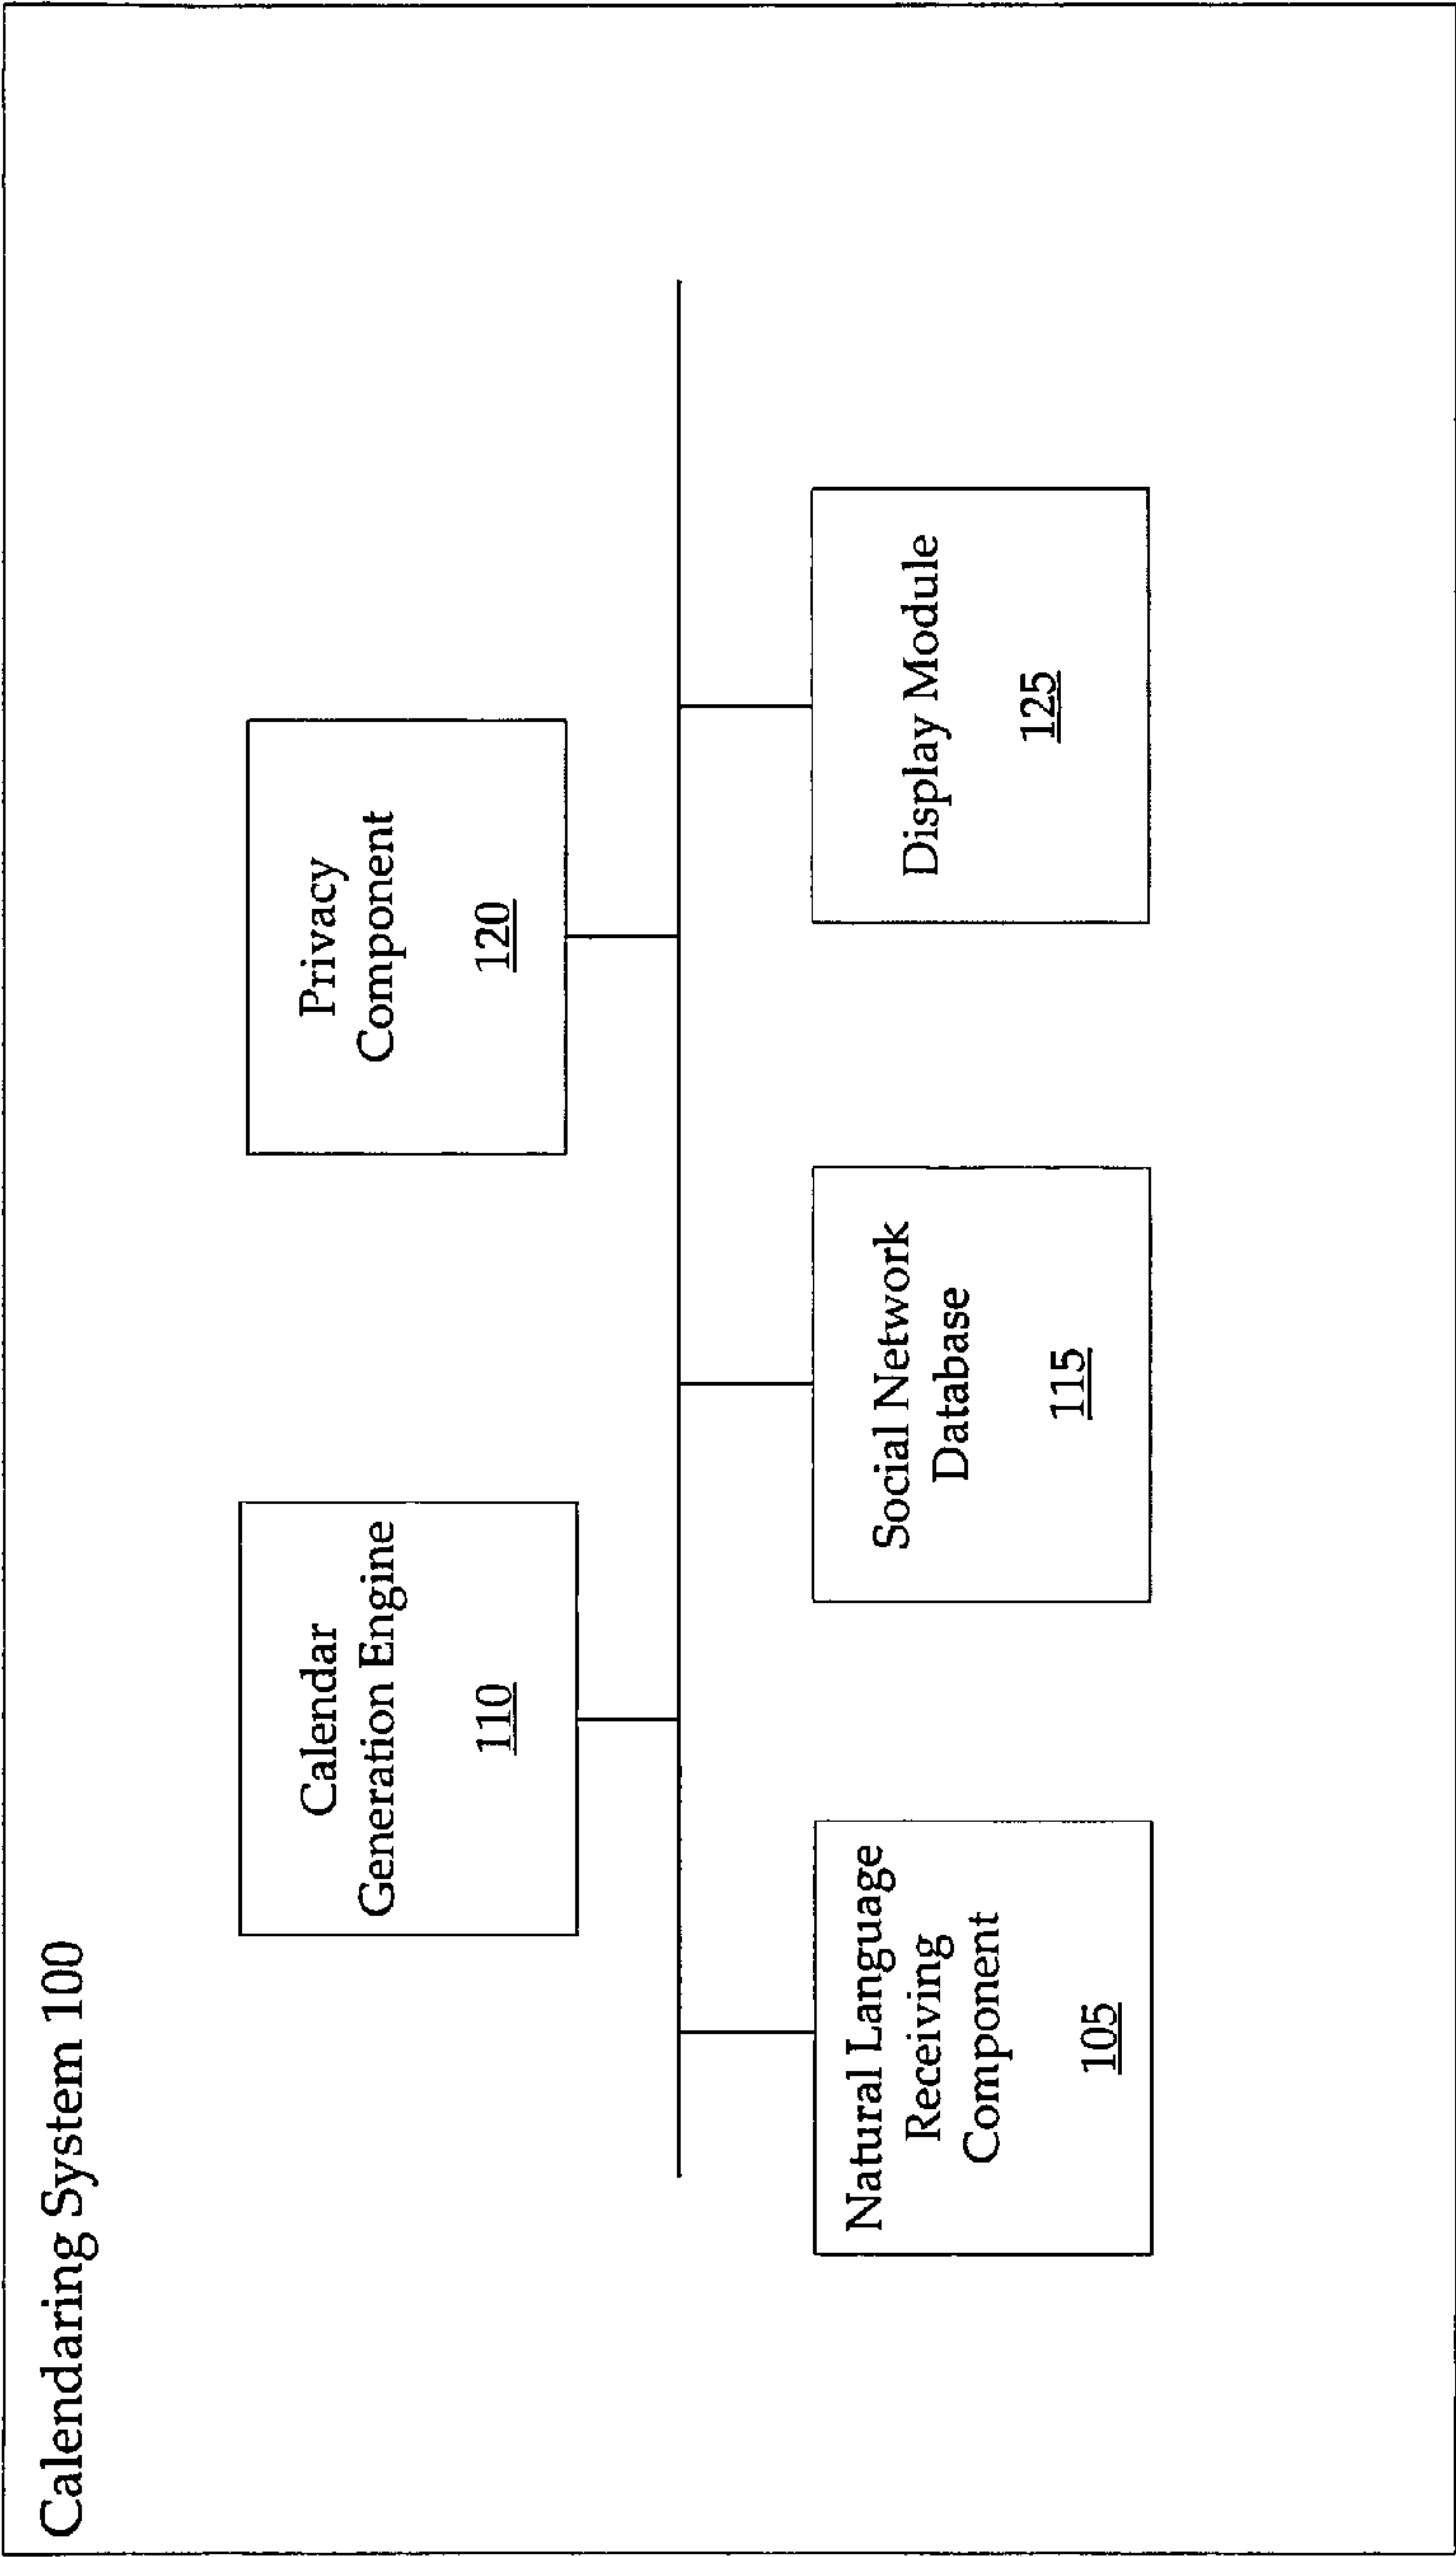 Calendaring System 100
Calendar
Generation Engine
110
Privacy
Component
120
Natural Language
Receiving
Component
105
Social Network
Database
115
Display Module
125